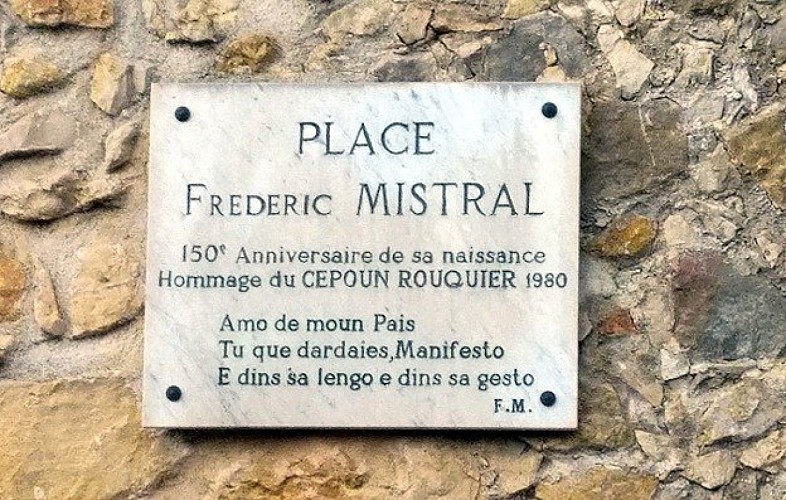 PLACE
FREDERIC MISTRAL
150e Anniversaire de sa naissance
Hommage du CEPOUN ROUQUIER 1980
Amo de moun Pais
Tu que dardaies, Manifesto
E dins sa lengo e dins sa gesto
F.M.